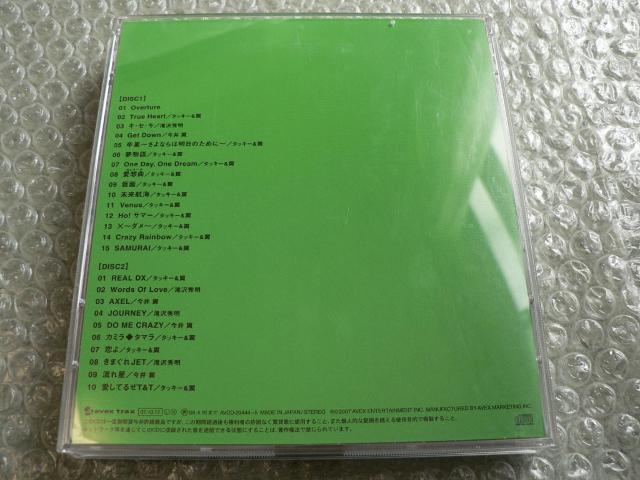 [DISC1]
01 Overture
02 True Heart/タッキー&翼
03 キ・セ・キ/滝沢秀明
04 Get Down/今井 翼
05 卒業〜さよならは明日のために〜/タッキー&翼
06 夢物語/タッキー&翼
07 One Day, One Dream/タッキー&翼
08 愛想曲/タッキー&翼
09 仮面/タッキー&翼
10 未来航海/タッキー&翼
11 Venus/タッキー&翼
12 Ho! サマー/タッキー&翼
13 ×〜ダメ〜/タッキー&翼
14 Crazy Rainbow/タッキー&翼
15 SAMURAI/タッキー&翼
[DISC2]
01 REAL DX/タッキー&翼
02 Words Of Love/滝沢秀明
03 AXEL/今井 翼
04 JOURNEY/滝沢秀明
05 DO ME CRAZY/今井 翼
06 カミラ◆タマラ/タッキー&翼
07 恋よ/タッキー&翼
08 きまぐれJET/滝沢秀明
09 流れ星/今井 翼
10 愛してるぜT&T/タッキー&翼
avex trax MADE IN JAPAN/STEREO ℗©2007 AVEX ENTERTAINMENT INC. MANUFACTURED BY AVEX MARKETING INC.